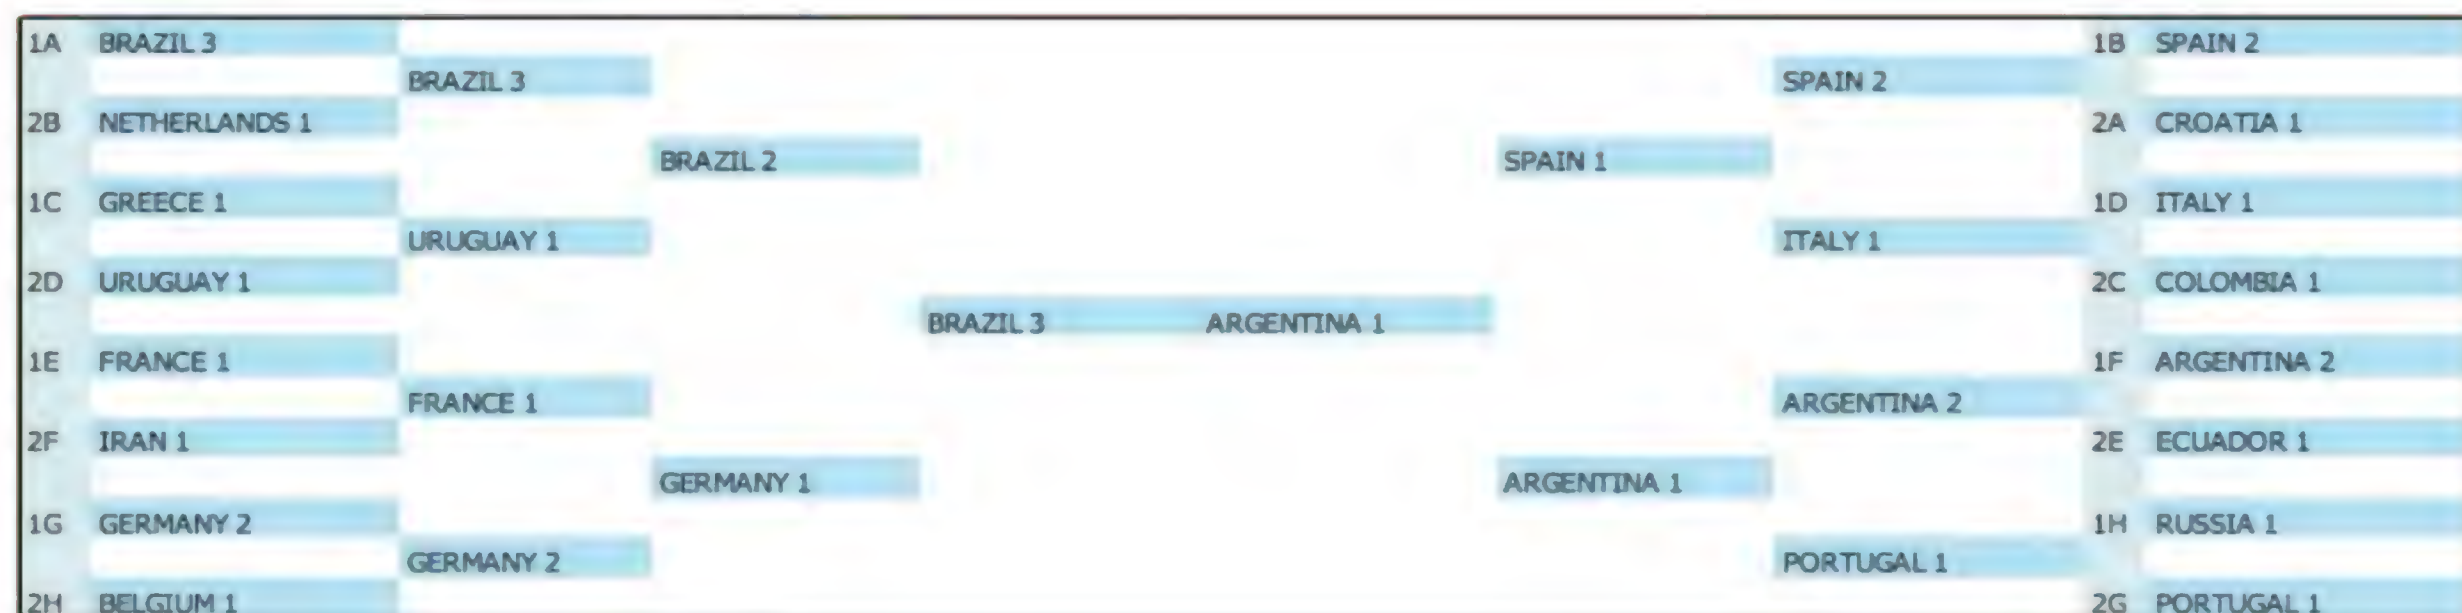 1A BRAZIL 3 1B SPAIN 2
BRAZIL 3 SPAIN 2
2B NETHERLANDS 1 2A CROATIA 1
BRAZIL 2 SPAIN 1
1C GREECE 1 1D ITALY 1
URUGUAY 1 ITALY 1
2D URUGUAY 1 2C COLOMBIA 1
BRAZIL 3 ARGENTINA 1
1E FRANCE 1 1F ARGENTINA 2
FRANCE 1 ARGENTINA 2
2F IRAN 1 2E ECUADOR 1
GERMANY 1 ARGENTINA 1
1G GERMANY 2 1H RUSSIA 1
GERMANY 2 PORTUGAL 1
2H BELGIUM 1 2G PORTUGAL 1